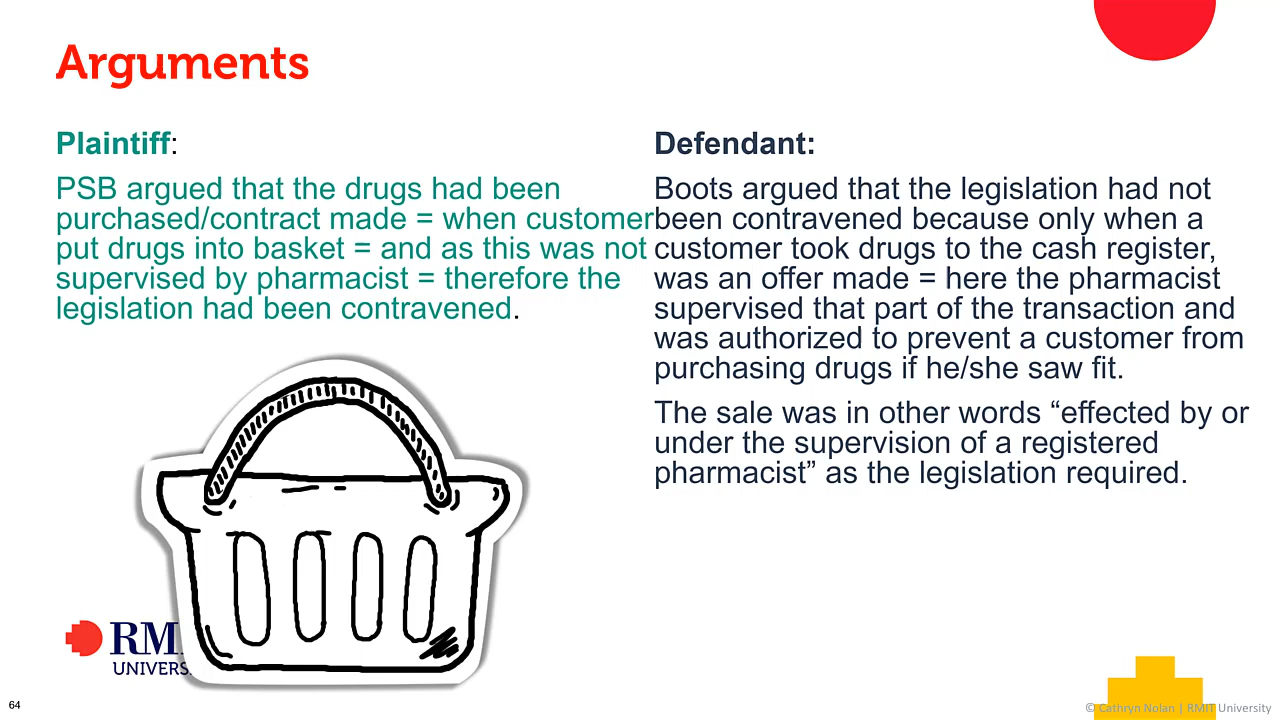 Arguments
Plaintiff:
PSB argued that the drugs had been
purchased/contract made = when customer
put drugs into basket = and as this was not
supervised by pharmacist = therefore the
legislation had been contravened.
Defendant:
Boots argued that the legislation had not
been contravened because only when a
customer took drugs to the cash register,
was an offer made = here the pharmacist
supervised that part of the transaction and
was authorized to prevent a customer from
purchasing drugs if he/she saw fit.
The sale was in other words “effected by or
under the supervision of a registered
pharmacist” as the legislation required.
RM
UNIVERS
64
© Cathryn Nolan | RMIT University